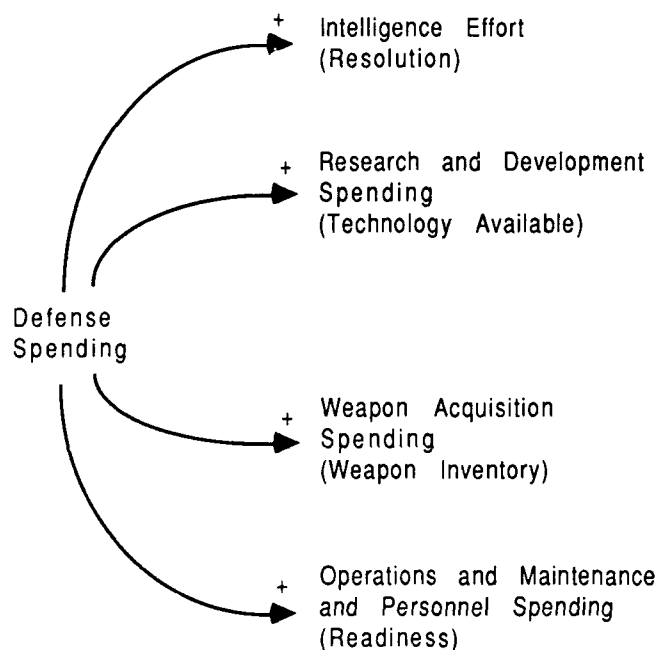 + Intelligence Effort
(Resolution)
+ Research and Development
Spending
(Technology Available)
Defense
Spending
+ Weapon Acquisition
Spending
(Weapon Inventory)
+ Operations and Maintenance
and Personnel Spending
(Readiness)